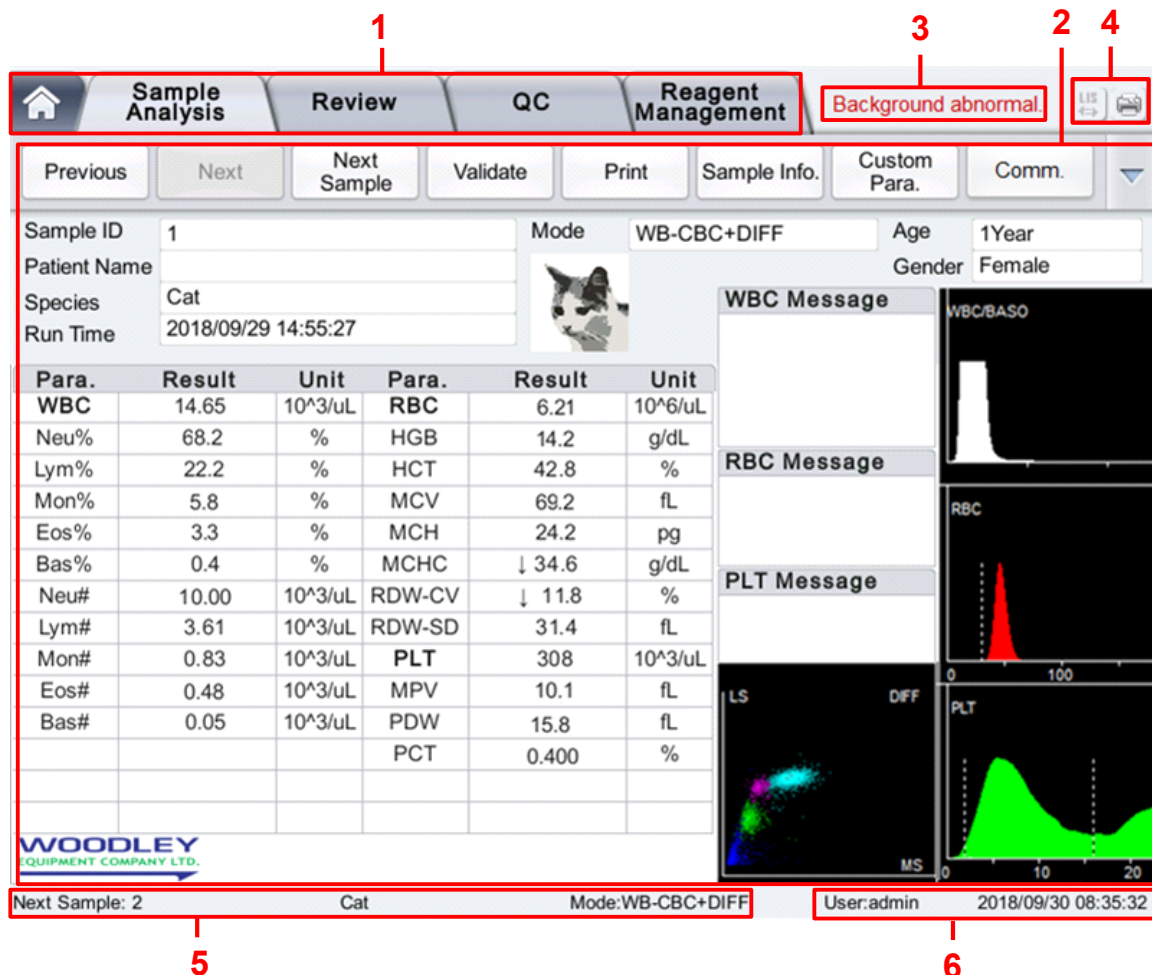 1
3 2 4
Sample Analysis Review QC Reagent Management Background abnormal. LIS
Previous Next Next Sample Validate Print Sample Info. Custom Para. Comm.
Sample ID 1 Mode WB-CBC+DIFF Age 1Year
Patient Name Gender Female
Species Cat
Run Time 2018/09/29 14:55:27
WBC Message
WBC/BASO
Para. Result Unit Para. Result Unit
WBC 14.65 10^3/uL RBC 6.21 10^6/uL
Neu% 68.2 % HGB 14.2 g/dL
Lym% 22.2 % HCT 42.8 %
Mon% 5.8 % MCV 69.2 fL
Eos% 3.3 % MCH 24.2 pg
Bas% 0.4 % MCHC ↓ 34.6 g/dL
Neu# 10.00 10^3/uL RDW-CV ↓ 11.8 %
Lym# 3.61 10^3/uL RDW-SD 31.4 fL
Mon# 0.83 10^3/uL PLT 308 10^3/uL
Eos# 0.48 10^3/uL MPV 10.1 fL
Bas# 0.05 10^3/uL PDW 15.8 fL
PCT 0.400 %
RBC Message
RBC
0 100
PLT Message
LS DIFF
MS
PLT
0 10 20
WOODLEY
EQUIPMENT COMPANY LTD.
Next Sample: 2 Cat Mode:WB-CBC+DIFF User:admin 2018/09/30 08:35:32
5 6